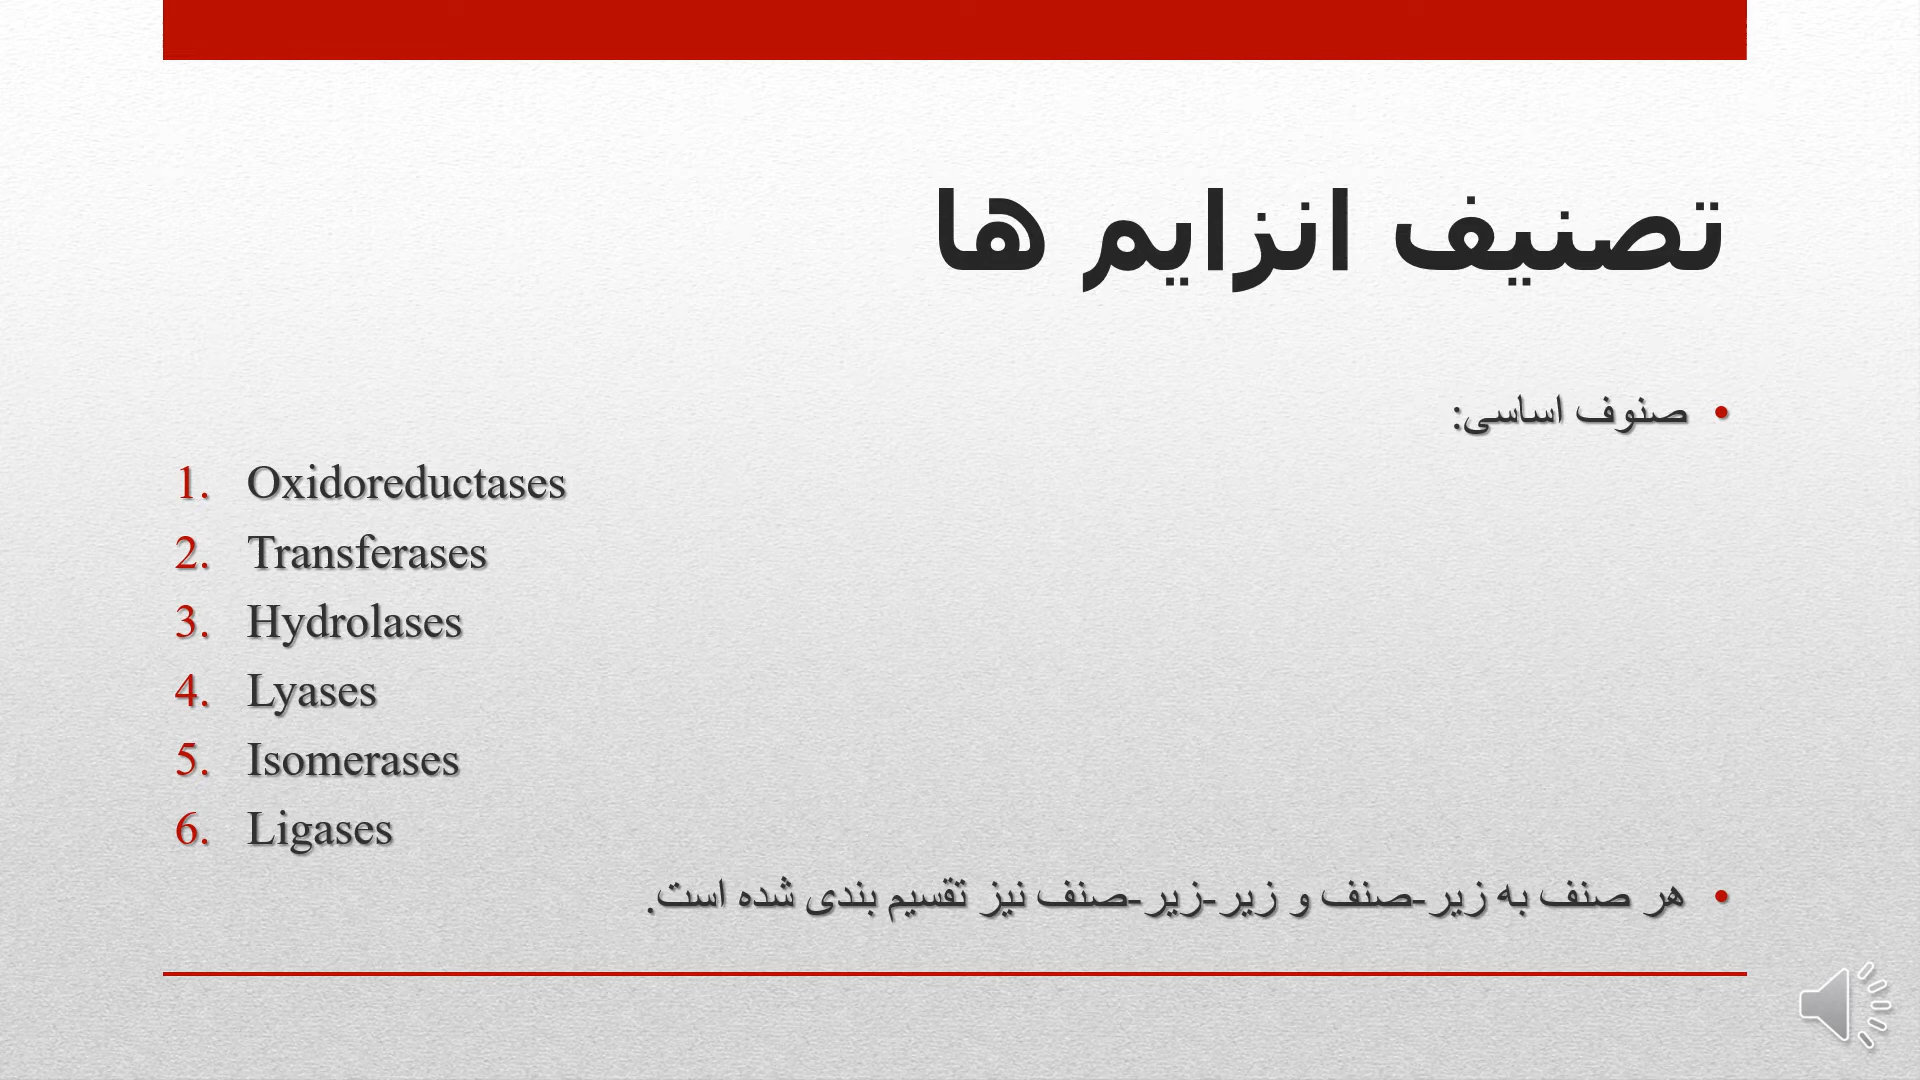 تصنیف انزایم ها
• صنوف اساسی:
1. Oxidoreductases
2. Transferases
3. Hydrolases
4. Lyases
5. Isomerases
6. Ligases
• هر صنف به زیر-صنف و زیر-زیر-صنف نیز تقسیم بندی شده است.